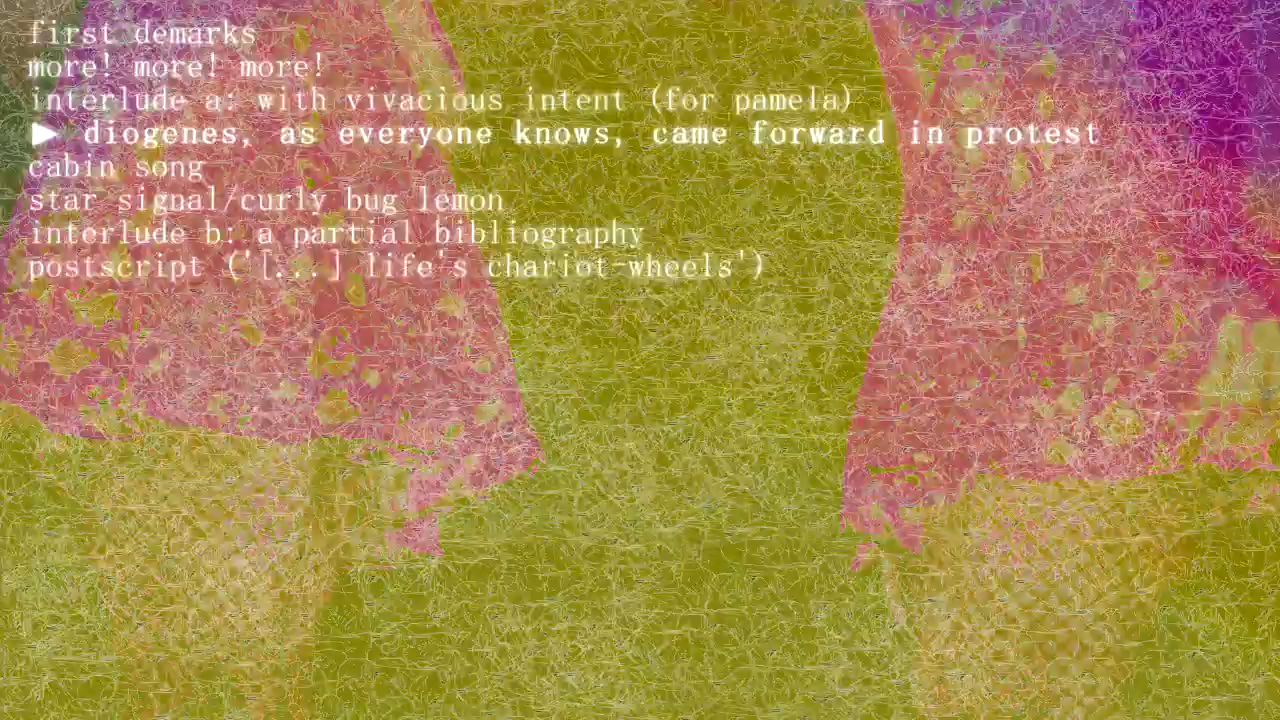 first demarks
more! more! more!
interlude a: with vivacious intent (for pamela)
▶ diogenes, as everyone knows, came forward in protest
cabin song
star signal/curly bug lemon
interlude b: a partial bibliography
postscript ('[...] life's chariot-wheels')